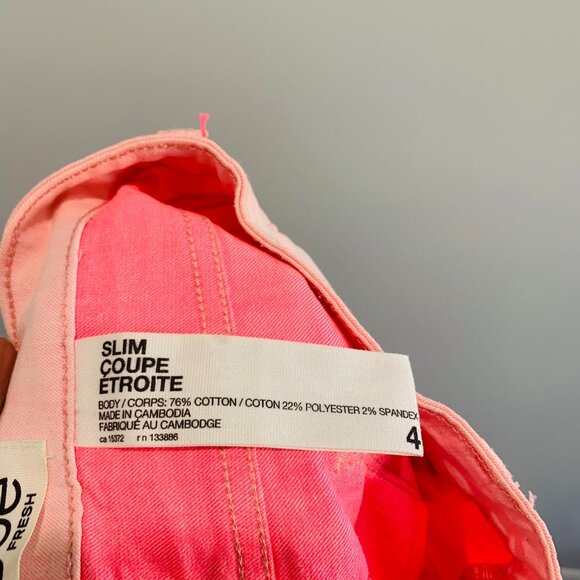 SLIM
COUPE
ÉTROITE
BODY / CORPS: 76% COTTON / COTON 22% POLYESTER 2% SPANDEX
MADE IN CAMBODIA
FABRIQUÉ AU CAMBODGE
ca 15372 r n 133886
4
FRESH